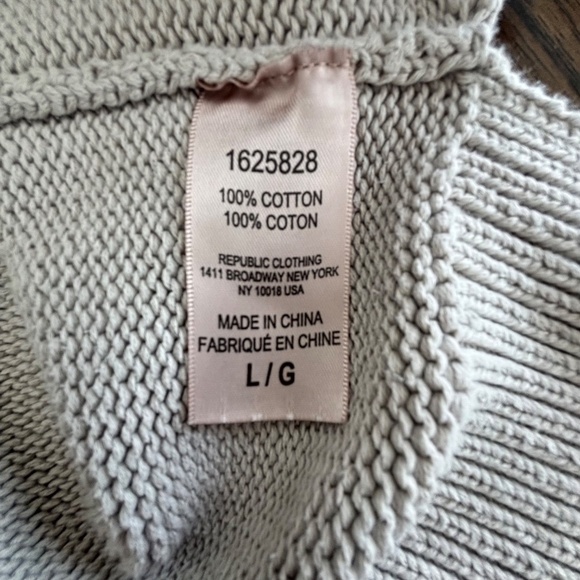 1625828
100% COTTON
100% COTON
REPUBLIC CLOTHING
1411 BROADWAY NEW YORK
NY 10018 USA
MADE IN CHINA
FABRIQUÉ EN CHINE
L / G